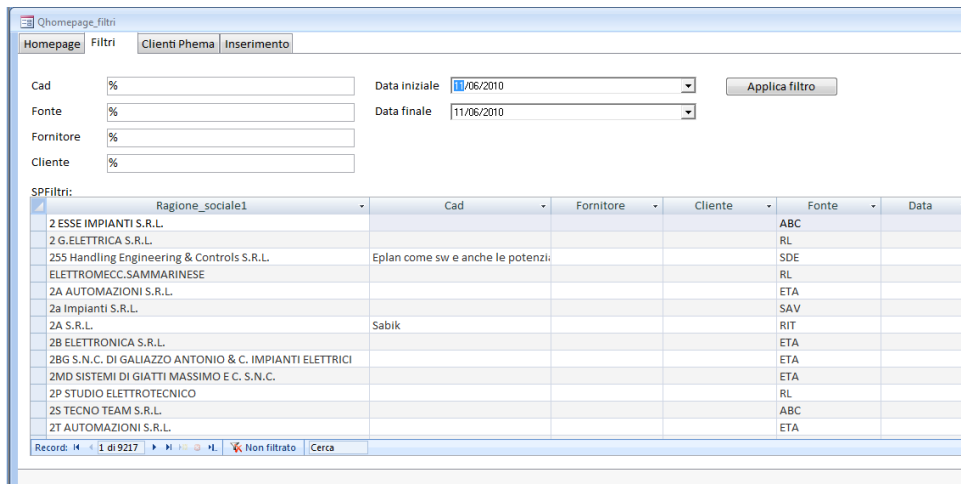 Qhomepage_filtri
Homepage Filtri Clienti Phema Inserimento
Cad % Data iniziale 11/06/2010 Applica filtro
Fonte % Data finale 11/06/2010
Fornitore %
Cliente %
SPFiltri:
Ragione_sociale1 Cad Fornitore Cliente Fonte Data
2 ESSE IMPIANTI S.R.L. ABC
2 G.ELETTRICA S.R.L. RL
255 Handling Engineering & Controls S.R.L. Eplan come sw e anche le potenzia SDE
ELETTROMECC.SAMMARINESE RL
2A AUTOMAZIONI S.R.L. ETA
2a Impianti S.R.L. SAV
2A S.R.L. Sabik RIT
2B ELETTRONICA S.R.L. ETA
2BG S.N.C. DI GALIAZZO ANTONIO & C. IMPIANTI ELETTRICI ETA
2MD SISTEMI DI GIATTI MASSIMO E C. S.N.C. ETA
2P STUDIO ELETTROTECNICO RL
2S TECNO TEAM S.R.L. ABC
2T AUTOMAZIONI S.R.L. ETA
Record: 1 di 9217 Non filtrato Cerca